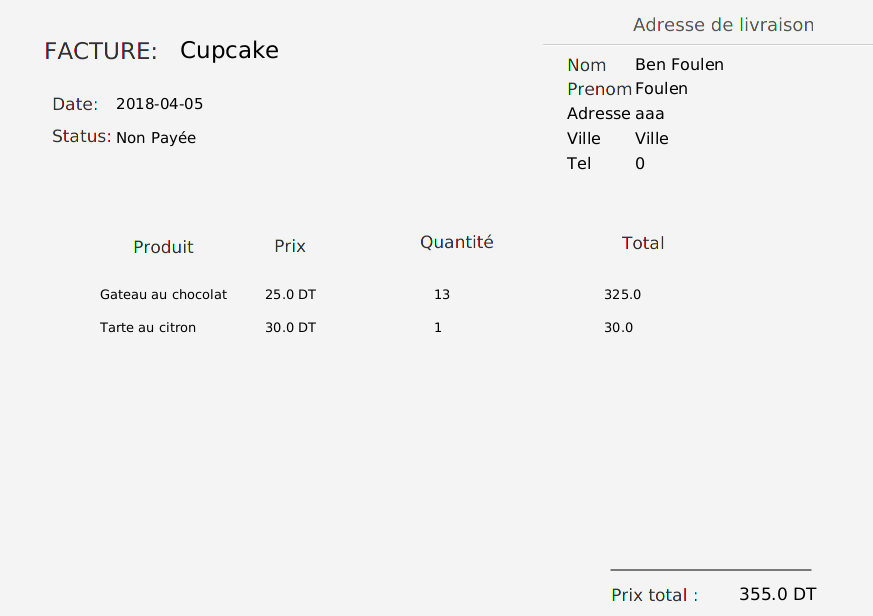 Adresse de livraison
FACTURE: Cupcake
Nom Ben Foulen
Prenom Foulen
Date: 2018-04-05
Adresse aaa
Status: Non Payée
Ville Ville
Tel 0
Produit Prix Quantité Total
Gateau au chocolat 25.0 DT 13 325.0
Tarte au citron 30.0 DT 1 30.0
Prix total : 355.0 DT